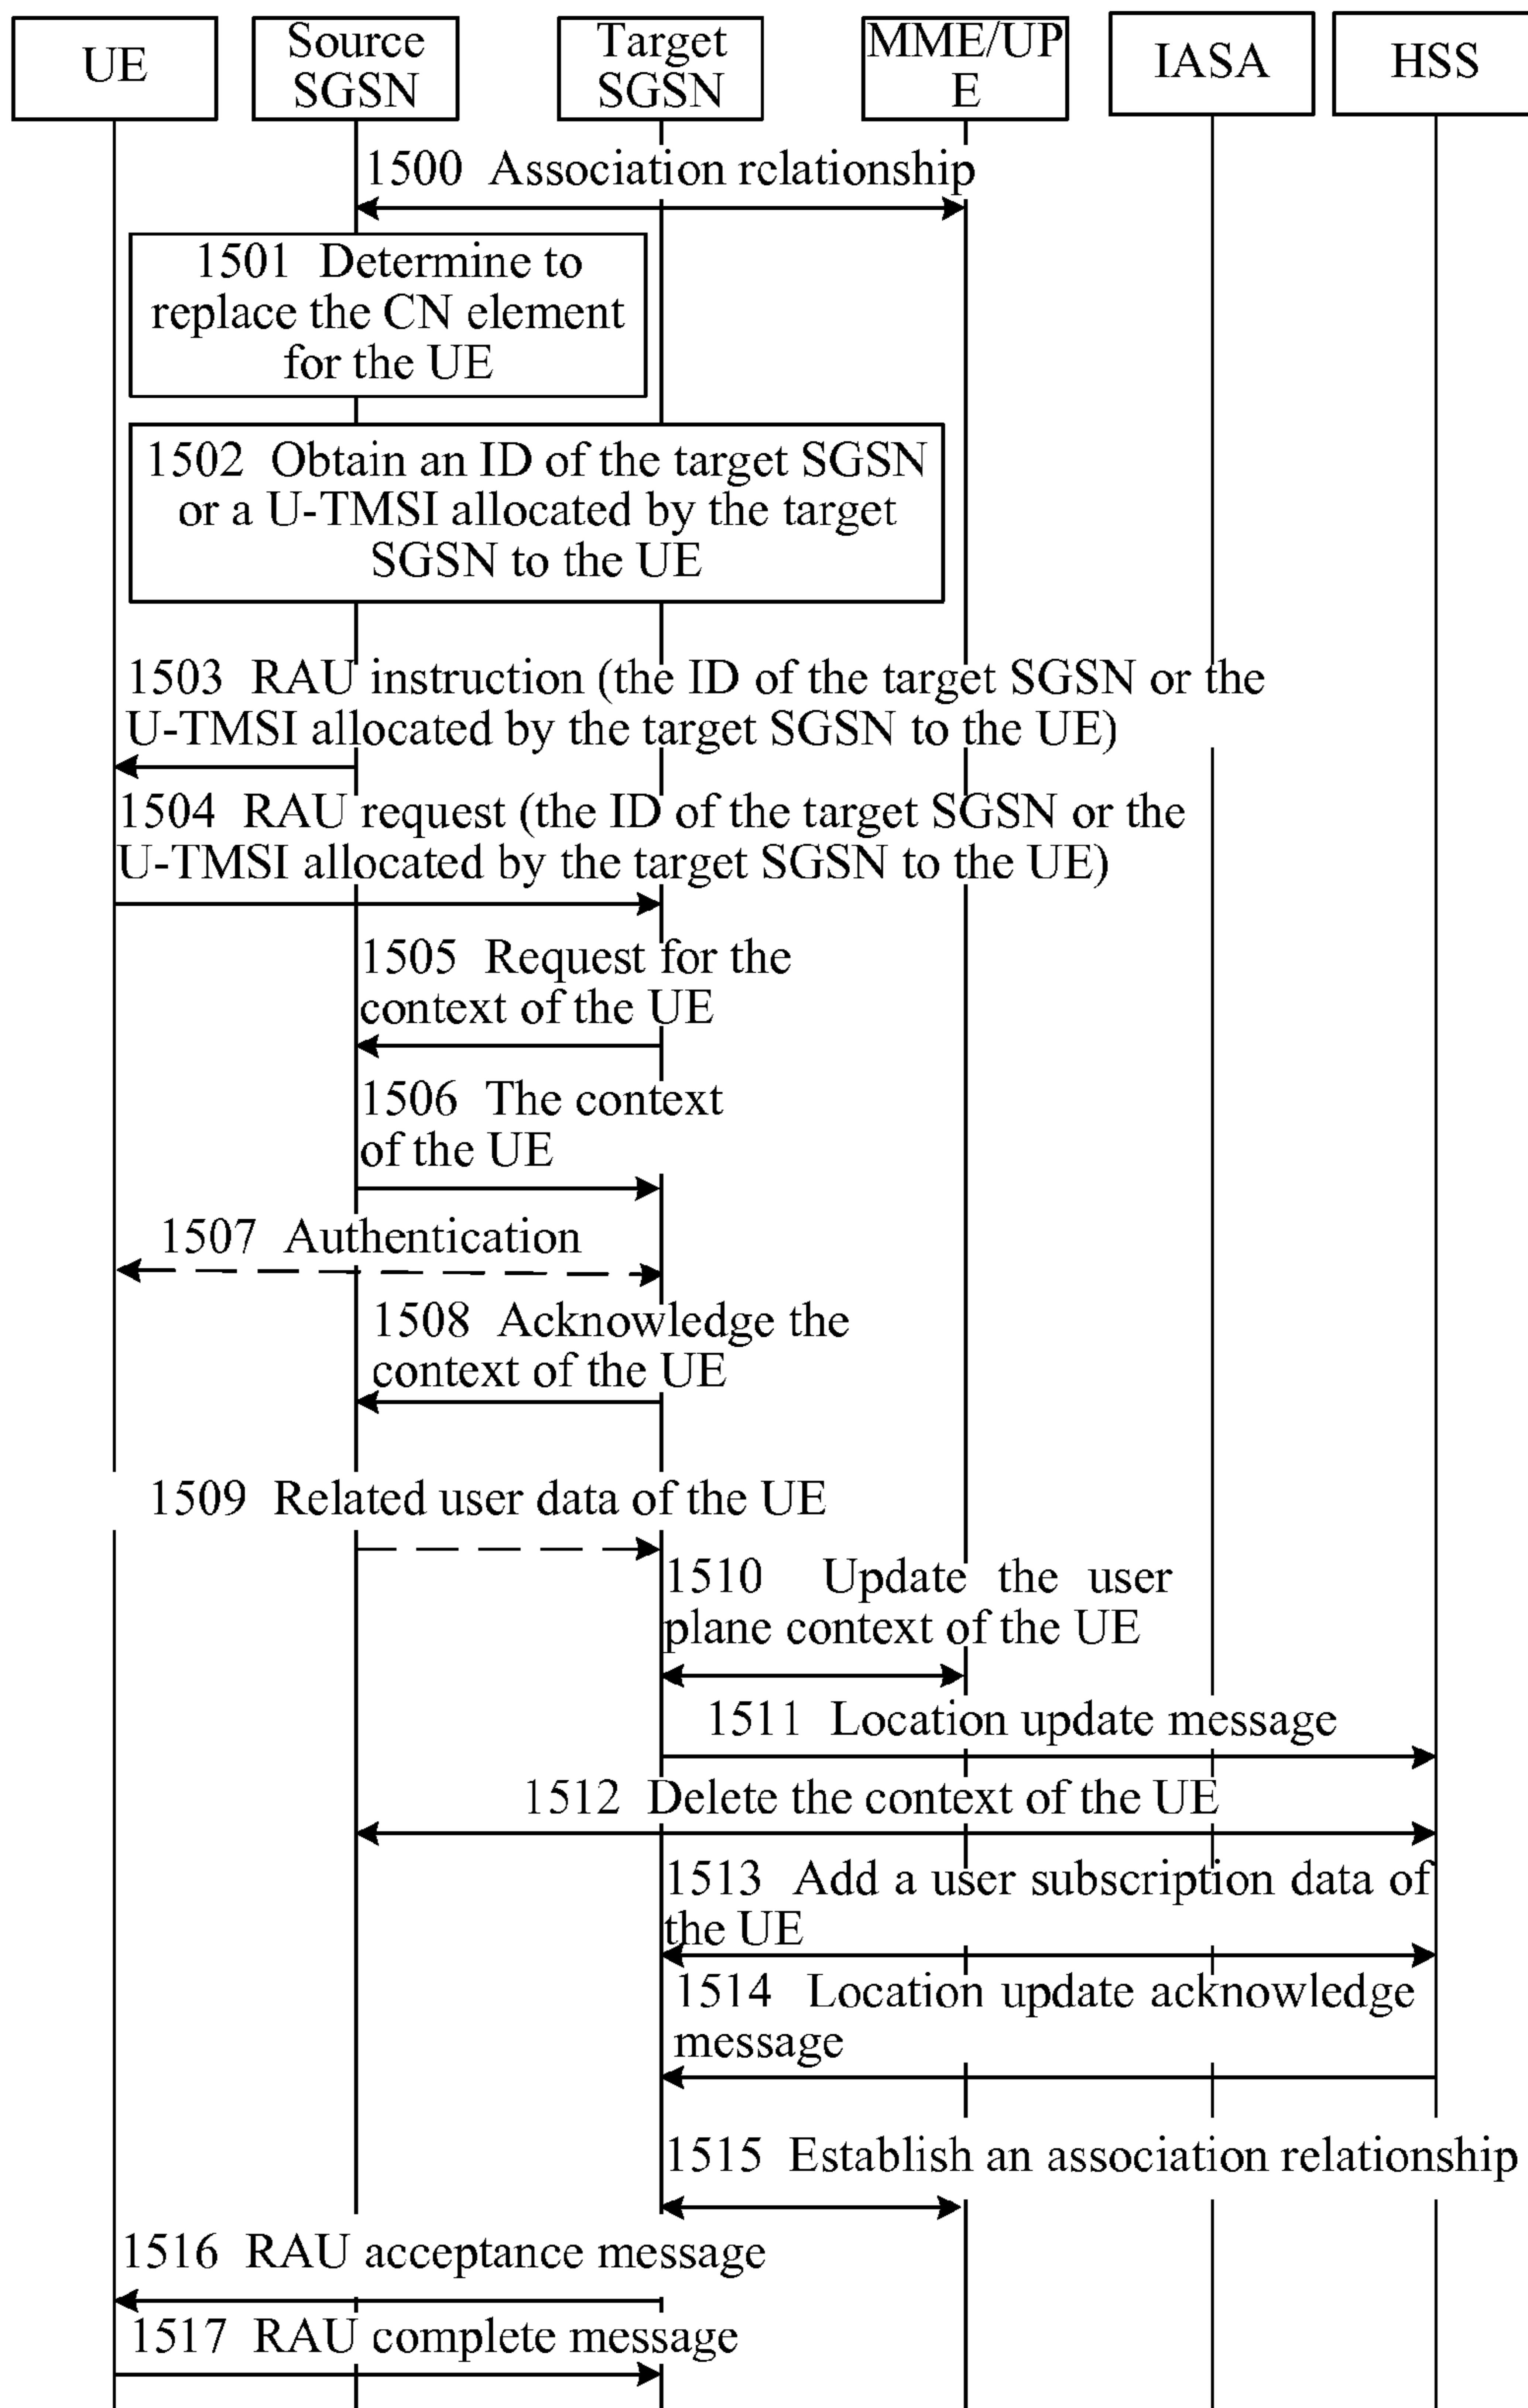 UE
Source
SGSN
Target
SGSN
MME/UP
E
IASA
HSS
1500 Association relationship
1501 Determine to
replace the CN element
for the UE
1502 Obtain an ID of the target SGSN
or a U-TMSI allocated by the target
SGSN to the UE
1503 RAU instruction (the ID of the target SGSN or the
U-TMSI allocated by the target SGSN to the UE)
1504 RAU request (the ID of the target SGSN or the
U-TMSI allocated by the target SGSN to the UE)
1505 Request for the
context of the UE
1506 The context
of the UE
1507 Authentication
1508 Acknowledge the
context of the UE
1509 Related user data of the UE
1510 Update the user
plane context of the UE
1511 Location update message
1512 Delete the context of the UE
1513 Add a user subscription data of
the UE
1514 Location update acknowledge
message
1515 Establish an association relationship
1516 RAU acceptance message
1517 RAU complete message